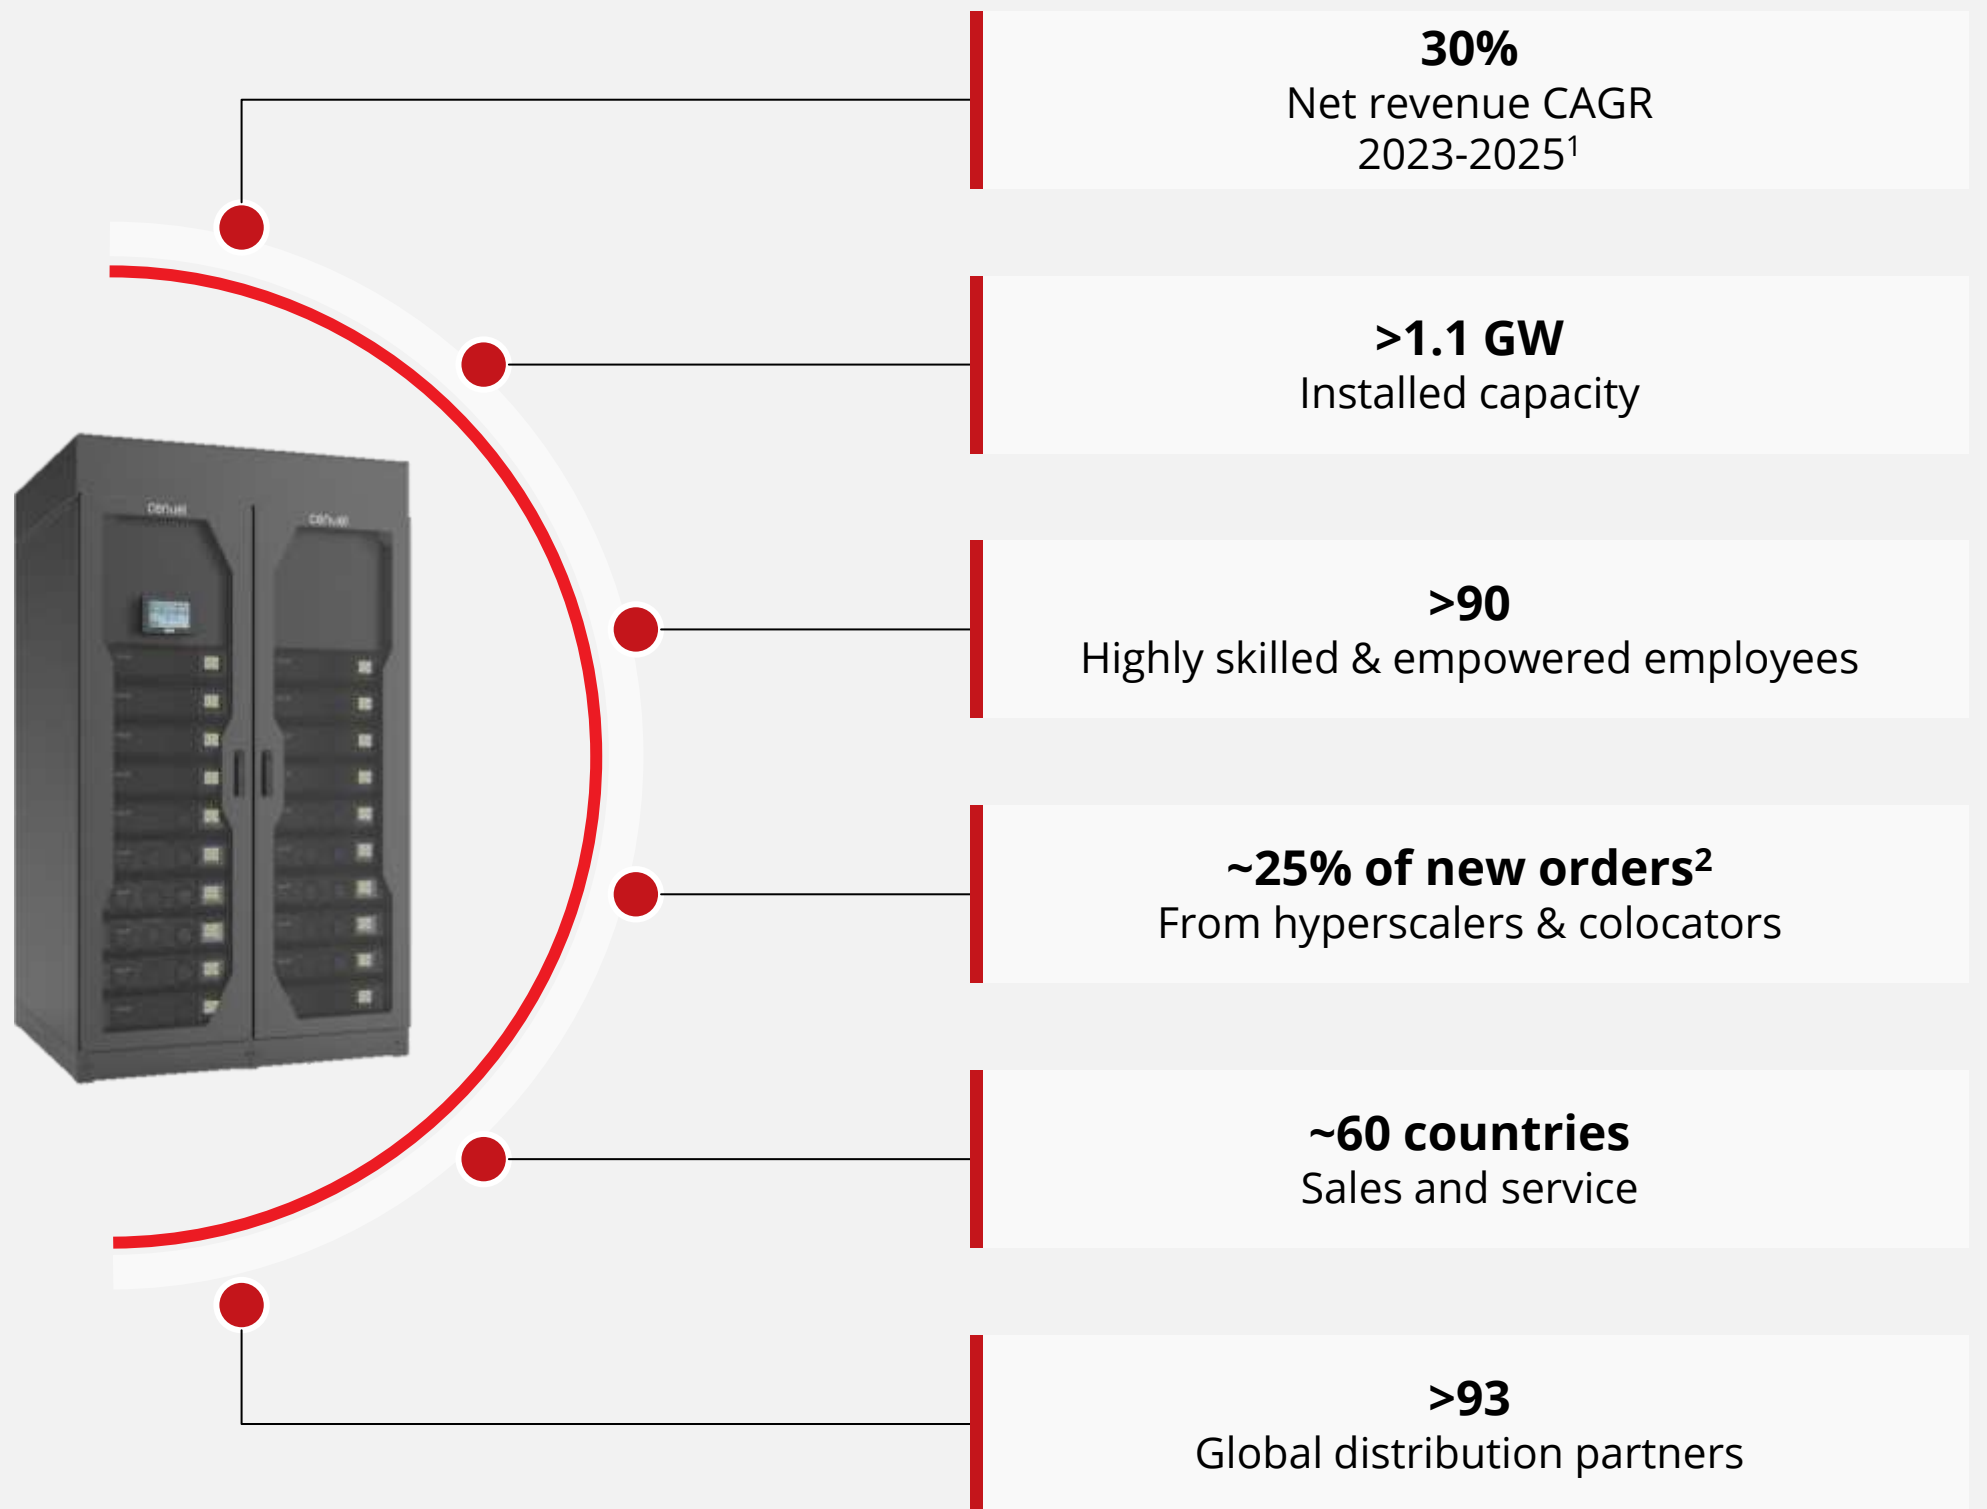 30%
Net revenue CAGR
2023-2025¹
>1.1 GW
Installed capacity
>90
Highly skilled & empowered employees
~25% of new orders²
From hyperscalers & colocators
~60 countries
Sales and service
>93
Global distribution partners